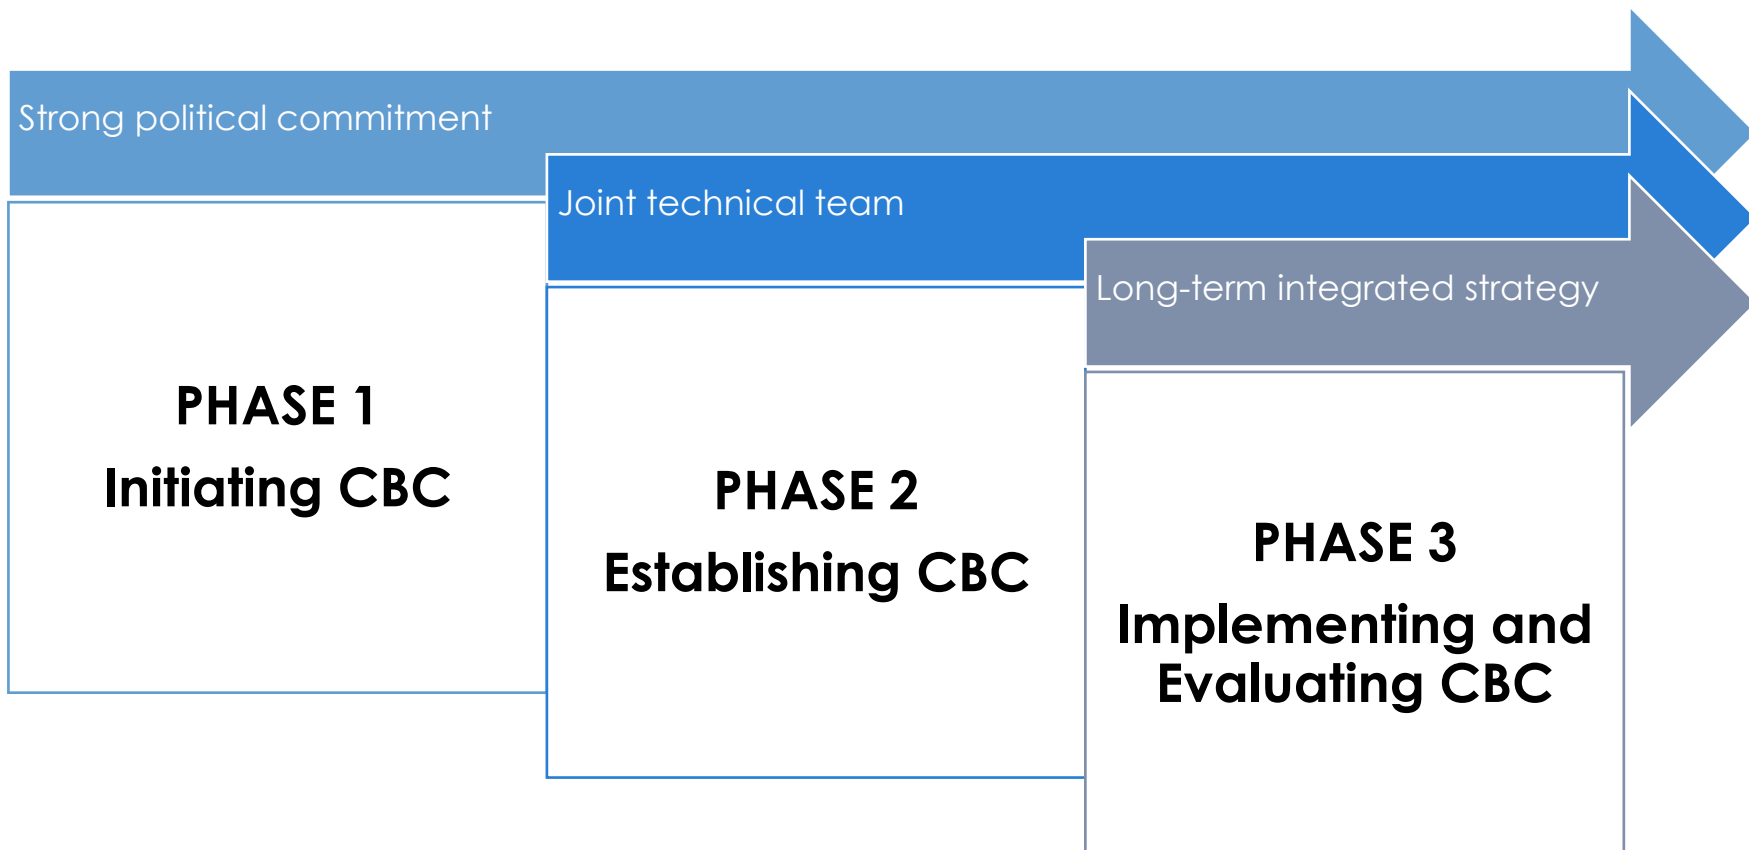 Strong political commitment
Joint technical team
Long-term integrated strategy
PHASE 1
Initiating CBC
PHASE 2
Establishing CBC
PHASE 3
Implementing and
Evaluating CBC